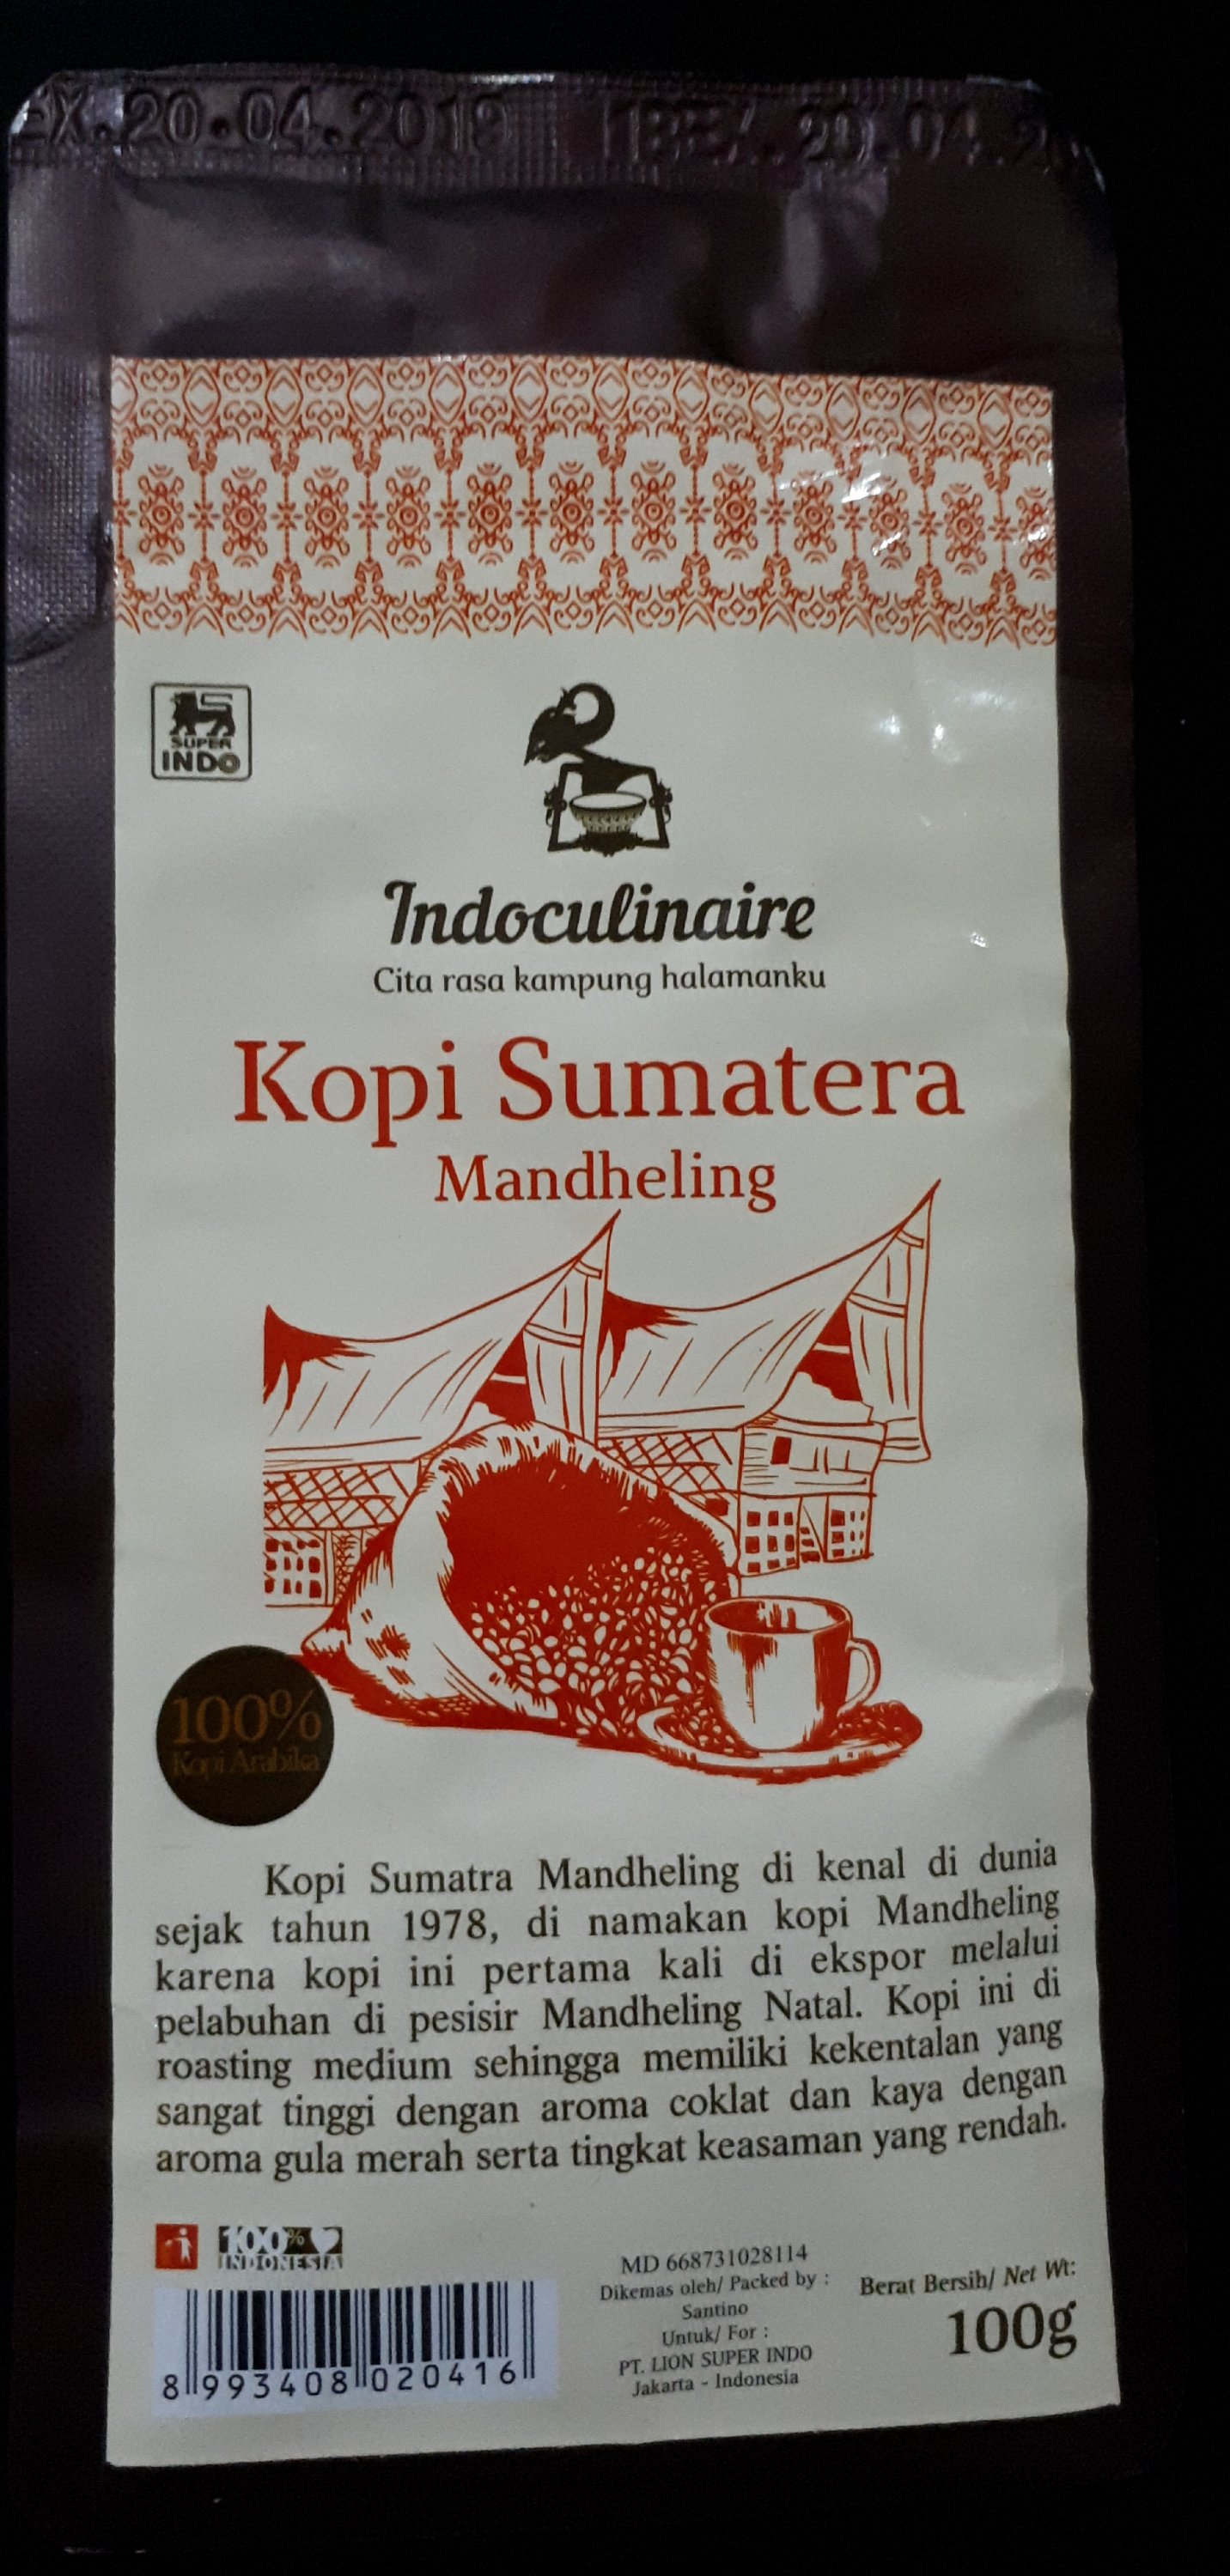 EX.20.04.2019 EX. 20.04.2
SUPER
INDO
Indoculinaire
Cita rasa kampung halamanku
Kopi Sumatera
Mandheling
100%
Kopi Arabika
Kopi Sumatra Mandheling di kenal di dunia
sejak tahun 1978, di namakan kopi Mandheling
karena kopi ini pertama kali di ekspor melalui
pelabuhan di pesisir Mandheling Natal. Kopi ini di
roasting medium sehingga memiliki kekentalan yang
sangat tinggi dengan aroma coklat dan kaya dengan
aroma gula merah serta tingkat keasaman yang rendah.
100%
INDONESIA
8 993408 020416
MD 668731028114
Dikemas oleh/ Packed by :
Santino
Untuk/ For :
PT. LION SUPER INDO
Jakarta - Indonesia
Berat Bersih/ Net Wt:
100g